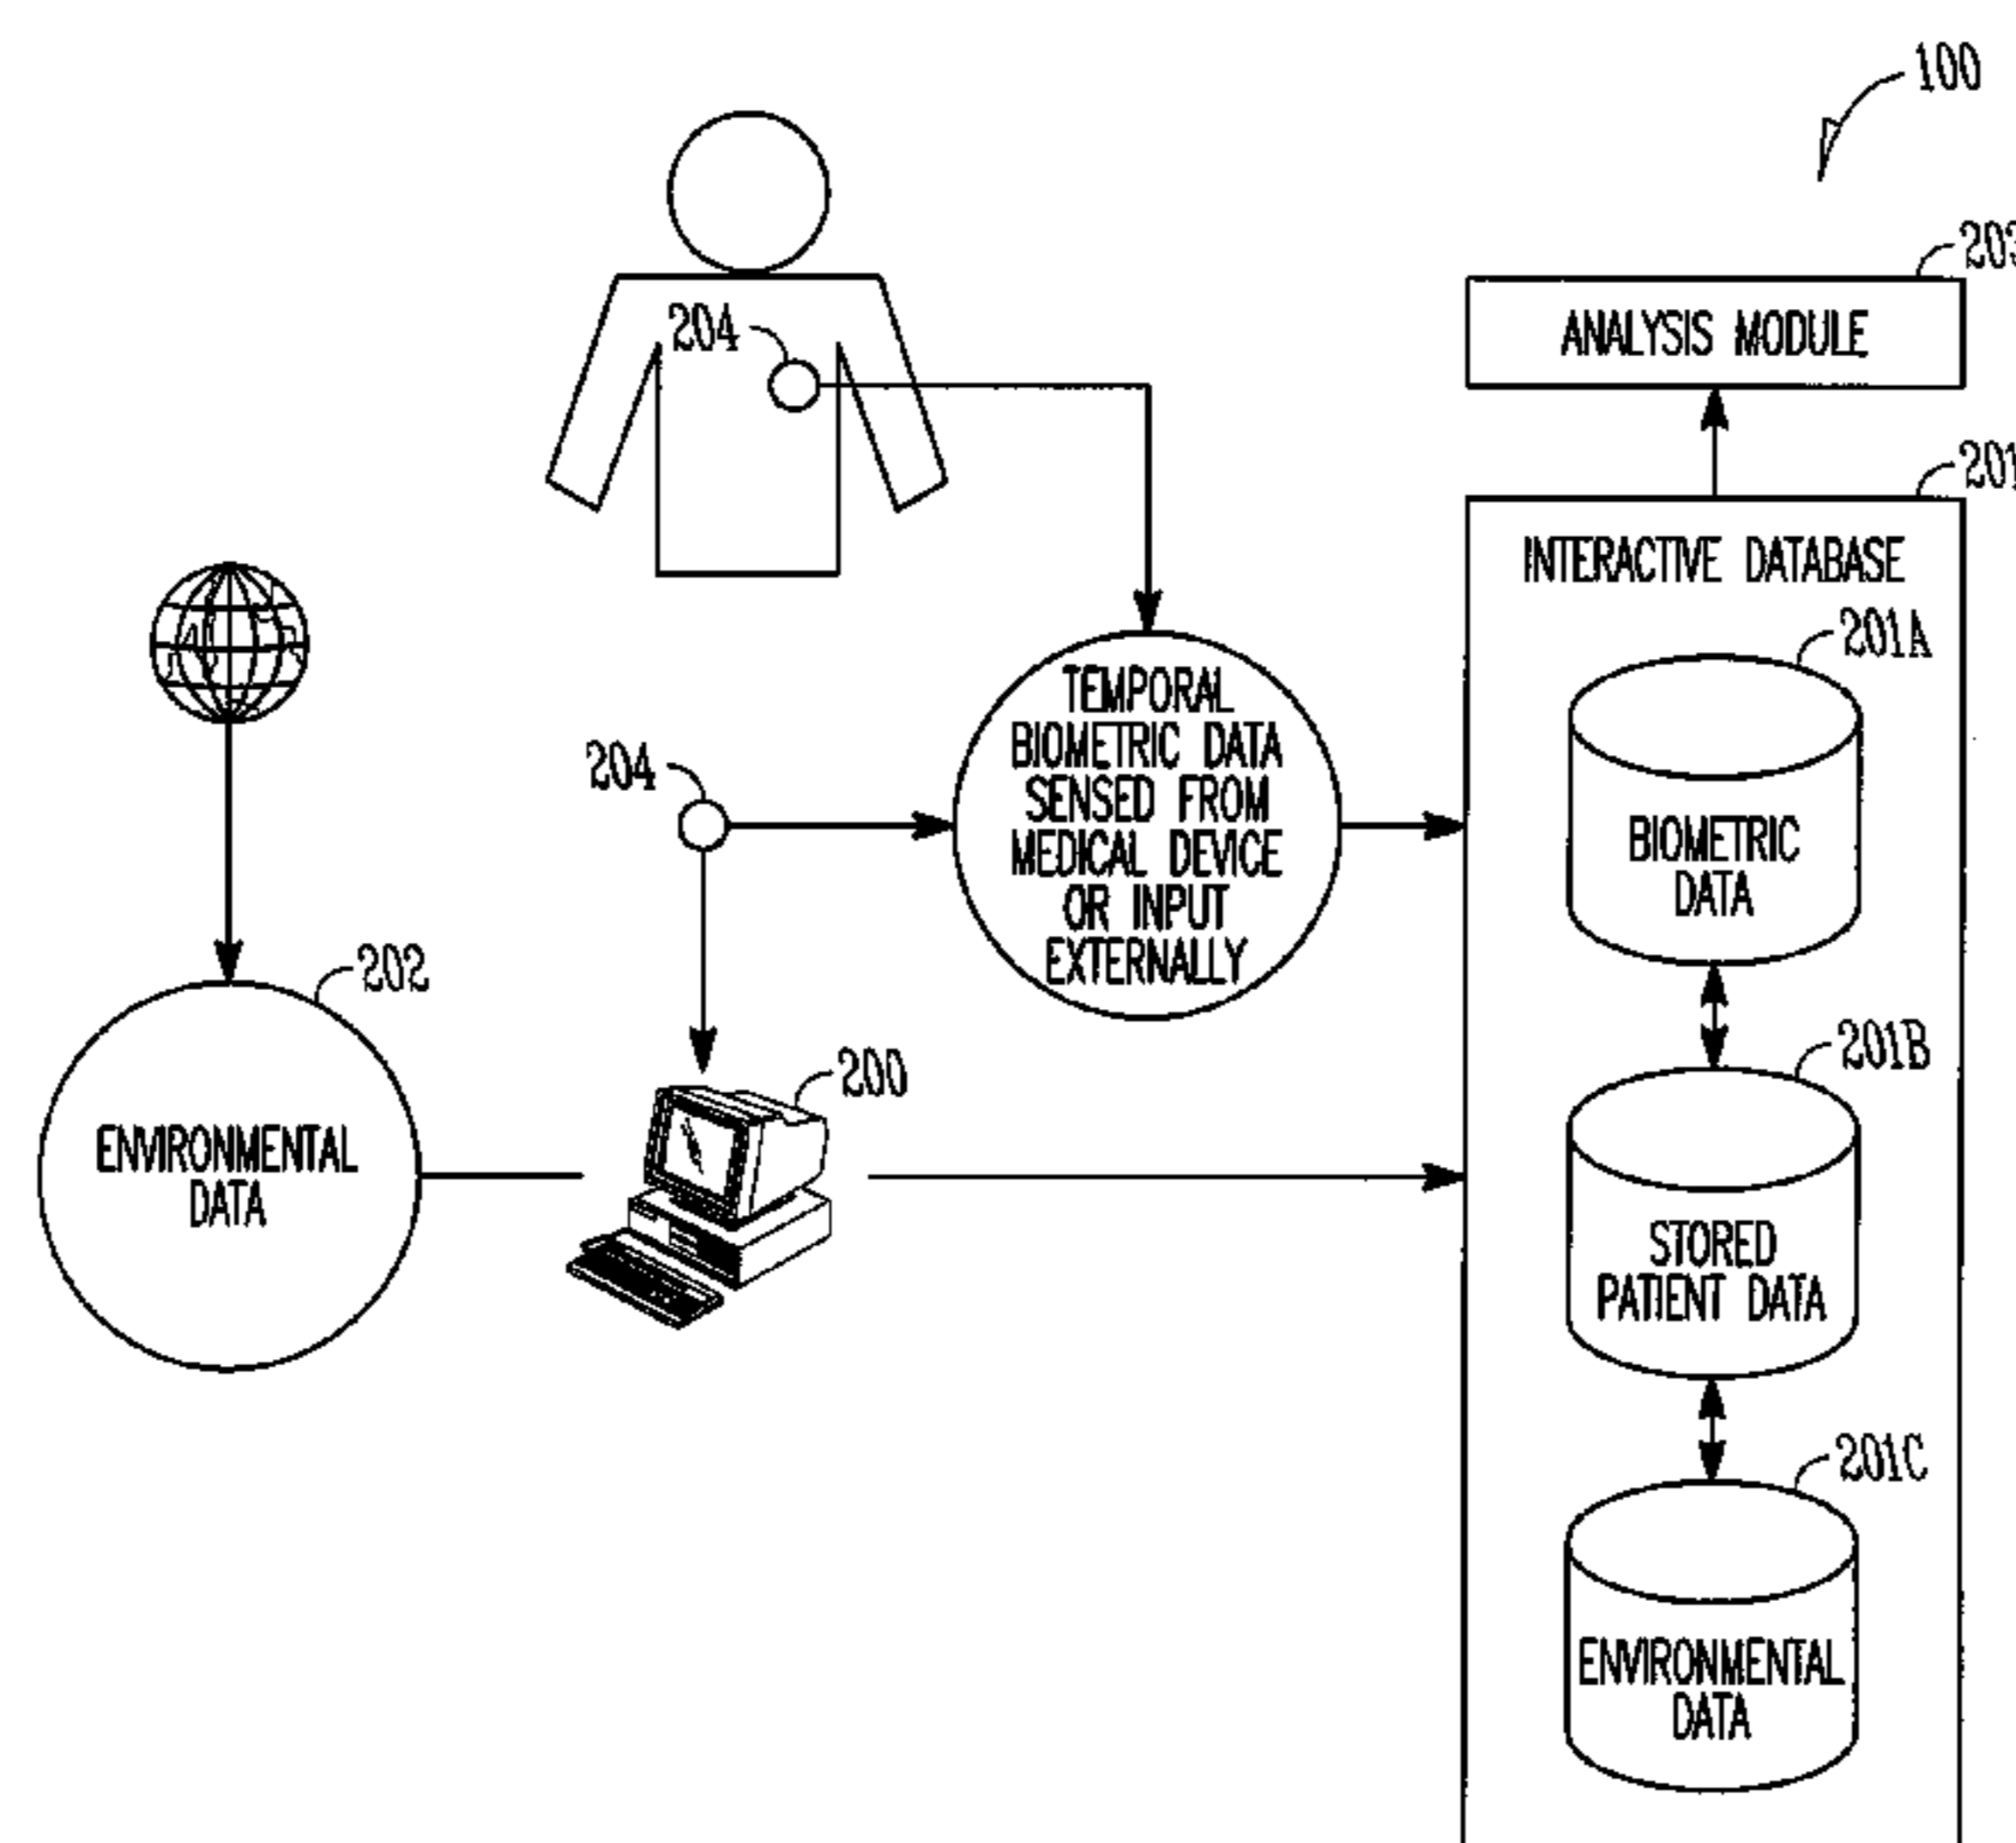 100
203
ANALYSIS MODULE
204
201
INTERACTIVE DATABASE
201A
TEMPORAL
BIOMETRIC DATA
SENSED FROM
MEDICAL DEVICE
OR INPUT
EXTERNALLY
204
BIOMETRIC
DATA
202
201B
200
ENVIRONMENTAL
DATA
STORED
PATIENT DATA
201C
ENVIRONMENTAL
DATA